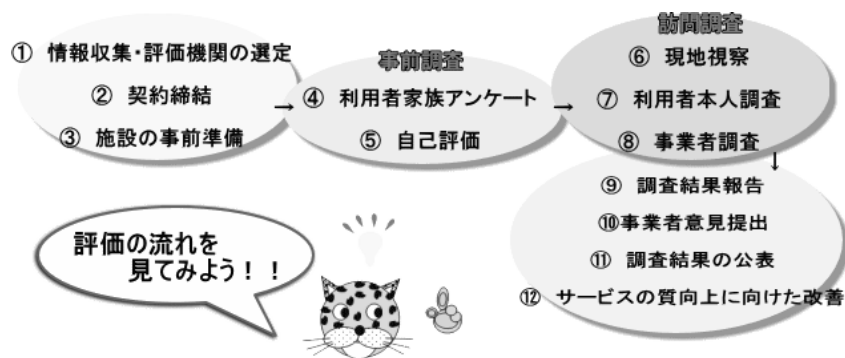 ① 情報収集・評価機関の選定
② 契約締結
③ 施設の事前準備
→
事前調査
④ 利用者家族アンケート
⑤ 自己評価
→
訪問調査
⑥ 現地視察
⑦ 利用者本人調査
⑧ 事業者調査
↓
⑨ 調査結果報告
⑩事業者意見提出
⑪ 調査結果の公表
⑫ サービスの質向上に向けた改善
評価の流れを
見てみよう！！